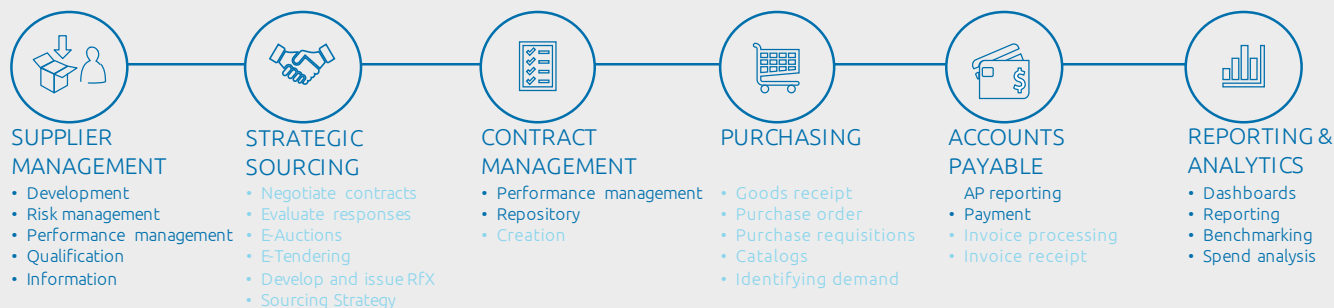 SUPPLIER
MANAGEMENT
• Development
• Risk management
• Performance management
• Qualification
• Information
STRATEGIC
SOURCING
• Negotiate contracts
• Evaluate responses
• E-Auctions
• E-Tendering
• Develop and issue RfX
• Sourcing Strategy
CONTRACT
MANAGEMENT
• Performance management
• Repository
• Creation
PURCHASING
• Goods receipt
• Purchase order
• Purchase requisitions
• Catalogs
• Identifying demand
$
ACCOUNTS
PAYABLE
AP reporting
• Payment
• Invoice processing
• Invoice receipt
REPORTING &
ANALYTICS
• Dashboards
• Reporting
• Benchmarking
• Spend analysis